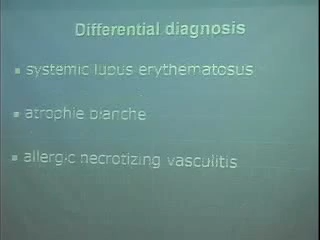 Differential diagnosis
systemic lupus erythematosus
atrophie blanche
allergic necrotizing vasculitis